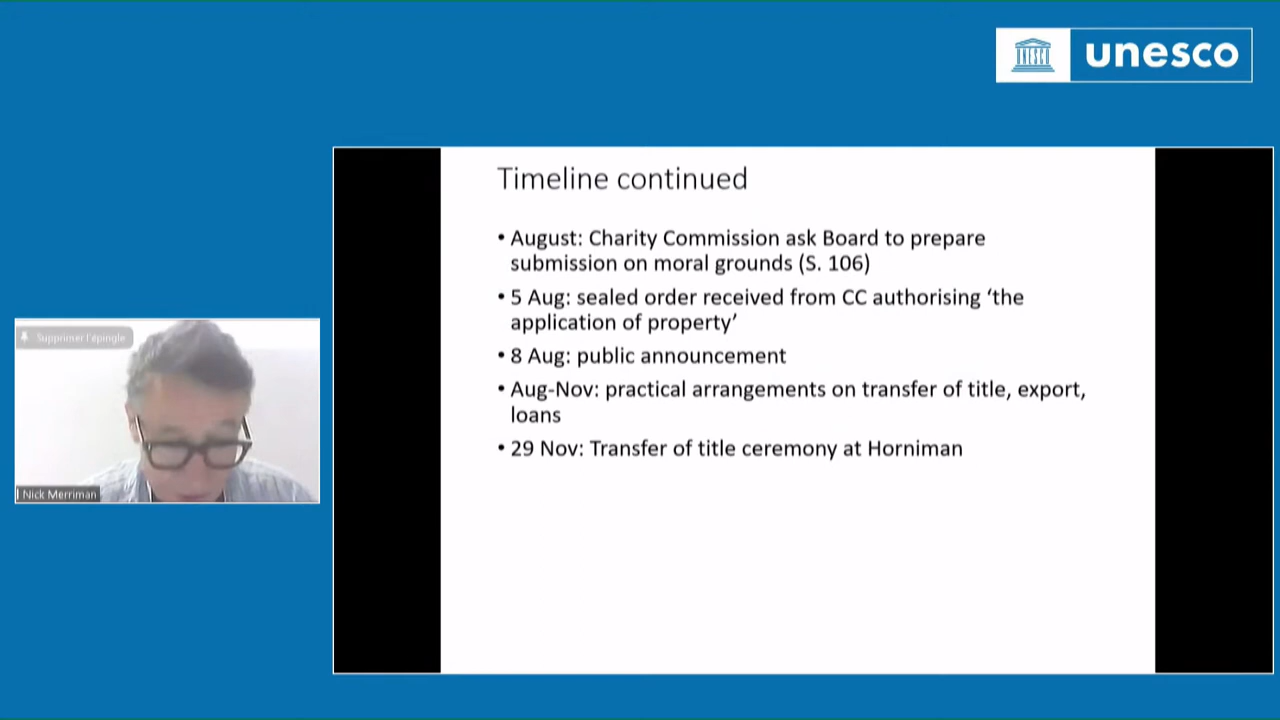 unesco
Timeline continued
• August: Charity Commission ask Board to prepare
submission on moral grounds (S. 106)
• 5 Aug: sealed order received from CC authorising ‘the
application of property’
• 8 Aug: public announcement
• Aug-Nov: practical arrangements on transfer of title, export,
loans
• 29 Nov: Transfer of title ceremony at Horniman
Supprimer l'épingle
Nick Merriman